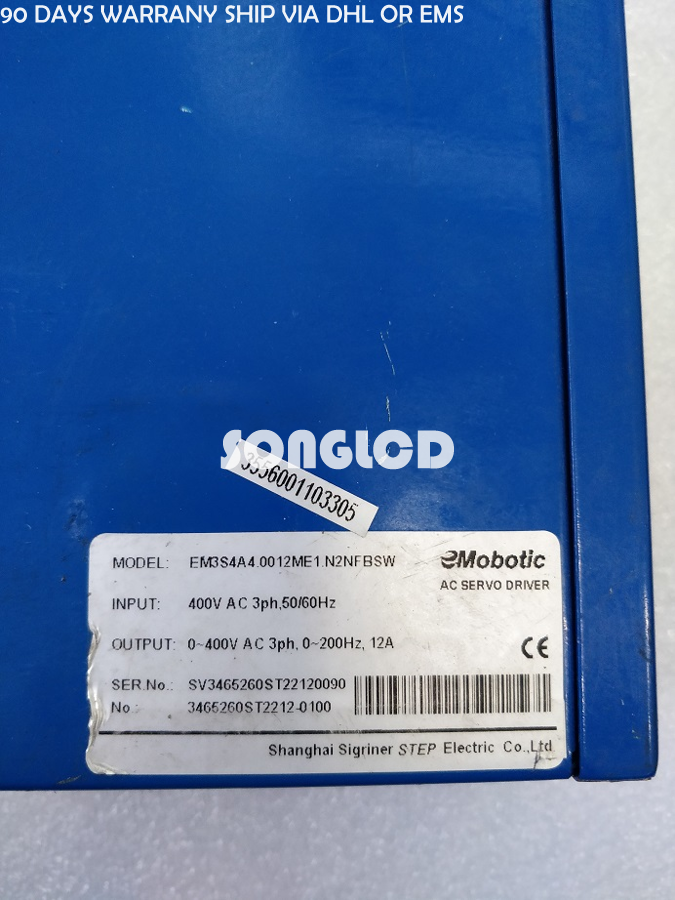 90 DAYS WARRANY SHIP VIA DHL OR EMS
SONGLCD
3556001103305
MODEL: EM3S4A4.0012ME1.N2NFBSW
eMobotic
AC SERVO DRIVER
INPUT: 400V AC 3ph,50/60Hz
OUTPUT: 0~400V AC 3ph, 0~200Hz, 12A
CE
SER.No.: SV3465260ST22120090
No.: 3465260ST2212-0100
Shanghai Sigriner STEP Electric Co.,Ltd